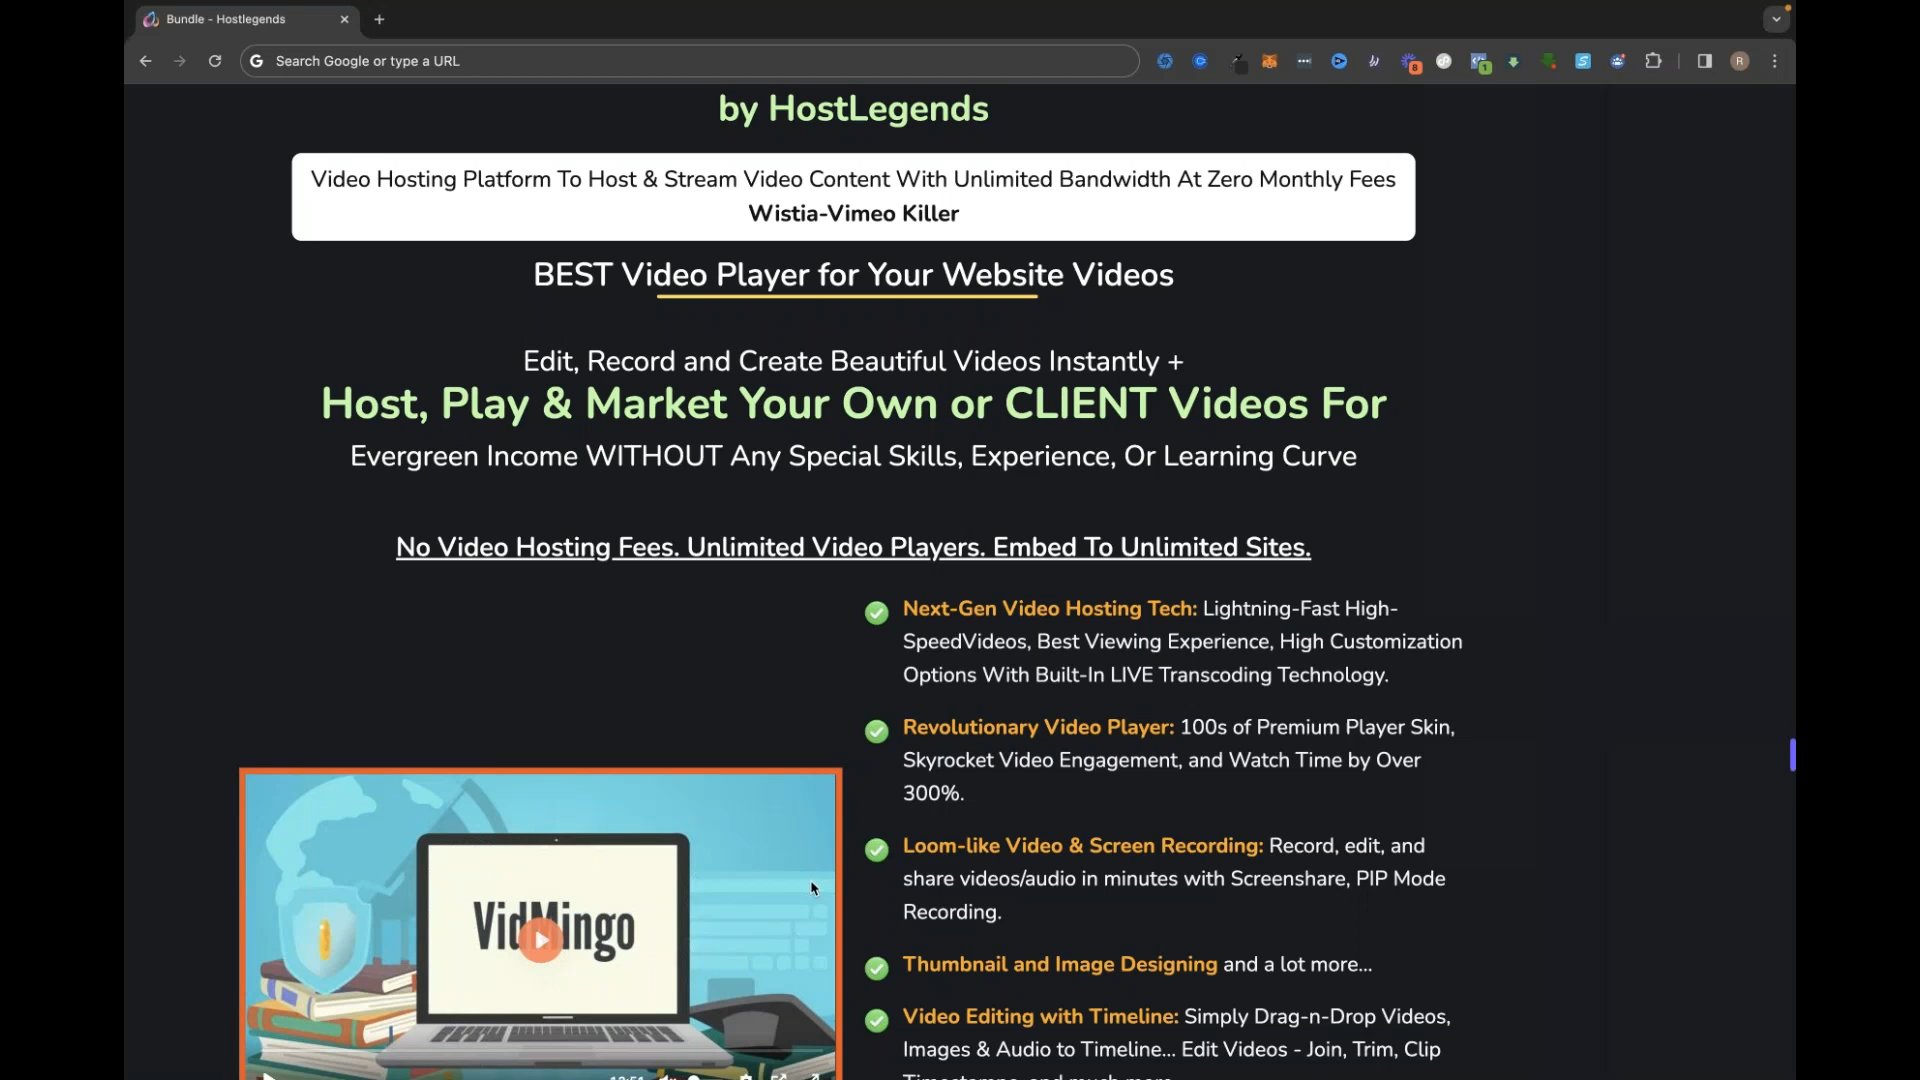 Bundle - Hostlegends
Search Google or type a URL
8
1
R
by HostLegends
Video Hosting Platform To Host & Stream Video Content With Unlimited Bandwidth At Zero Monthly Fees
Wistia-Vimeo Killer
BEST Video Player for Your Website Videos
Edit, Record and Create Beautiful Videos Instantly +
Host, Play & Market Your Own or CLIENT Videos For
Evergreen Income WITHOUT Any Special Skills, Experience, Or Learning Curve
No Video Hosting Fees. Unlimited Video Players. Embed To Unlimited Sites.
VidMingo
Next-Gen Video Hosting Tech: Lightning-Fast High-
SpeedVideos, Best Viewing Experience, High Customization
Options With Built-In LIVE Transcoding Technology.
Revolutionary Video Player: 100s of Premium Player Skin,
Skyrocket Video Engagement, and Watch Time by Over
300%.
Loom-like Video & Screen Recording: Record, edit, and
share videos/audio in minutes with Screenshare, PIP Mode
Recording.
Thumbnail and Image Designing and a lot more...
Video Editing with Timeline: Simply Drag-n-Drop Videos,
Images & Audio to Timeline... Edit Videos - Join, Trim, Clip